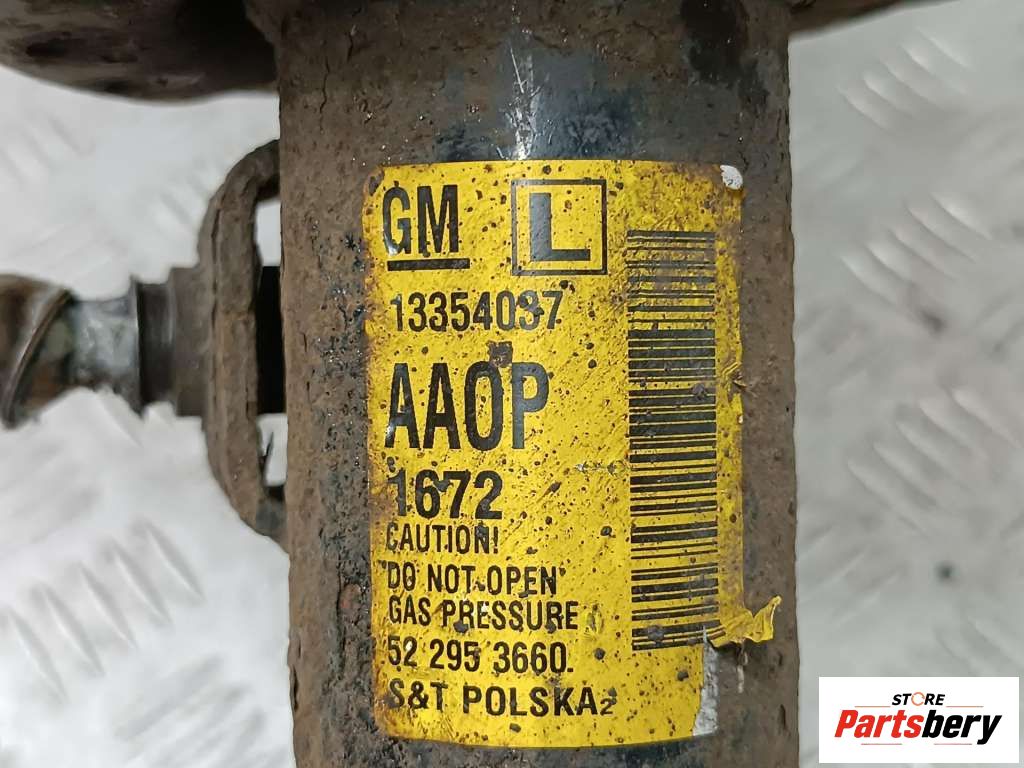 GM L
13354037
AAOP
1672
CAUTION!
DO NOT OPEN
GAS PRESSURE
52 295 3660
S&T POLSKA2
STORE
Partsbery